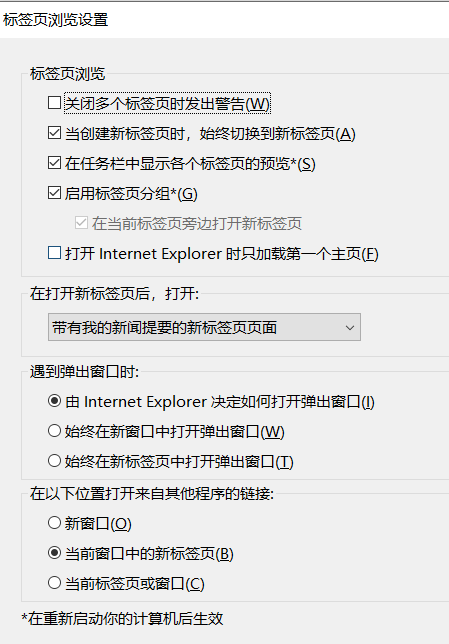 标签页浏览设置
标签页浏览
关闭多个标签页时发出警告(W)
当创建新标签页时，始终切换到新标签页(A)
在任务栏中显示各个标签页的预览*(S)
启用标签页分组*(G)
在当前标签页旁边打开新标签页
打开 Internet Explorer 时只加载第一个主页(F)
在打开新标签页后，打开:
带有我的新闻提要的新标签页页面
遇到弹出窗口时:
由 Internet Explorer 决定如何打开弹出窗口(I)
始终在新窗口中打开弹出窗口(W)
始终在新标签页中打开弹出窗口(T)
在以下位置打开来自其他程序的链接:
新窗口(O)
当前窗口中的新标签页(B)
当前标签页或窗口(C)
*在重新启动你的计算机后生效